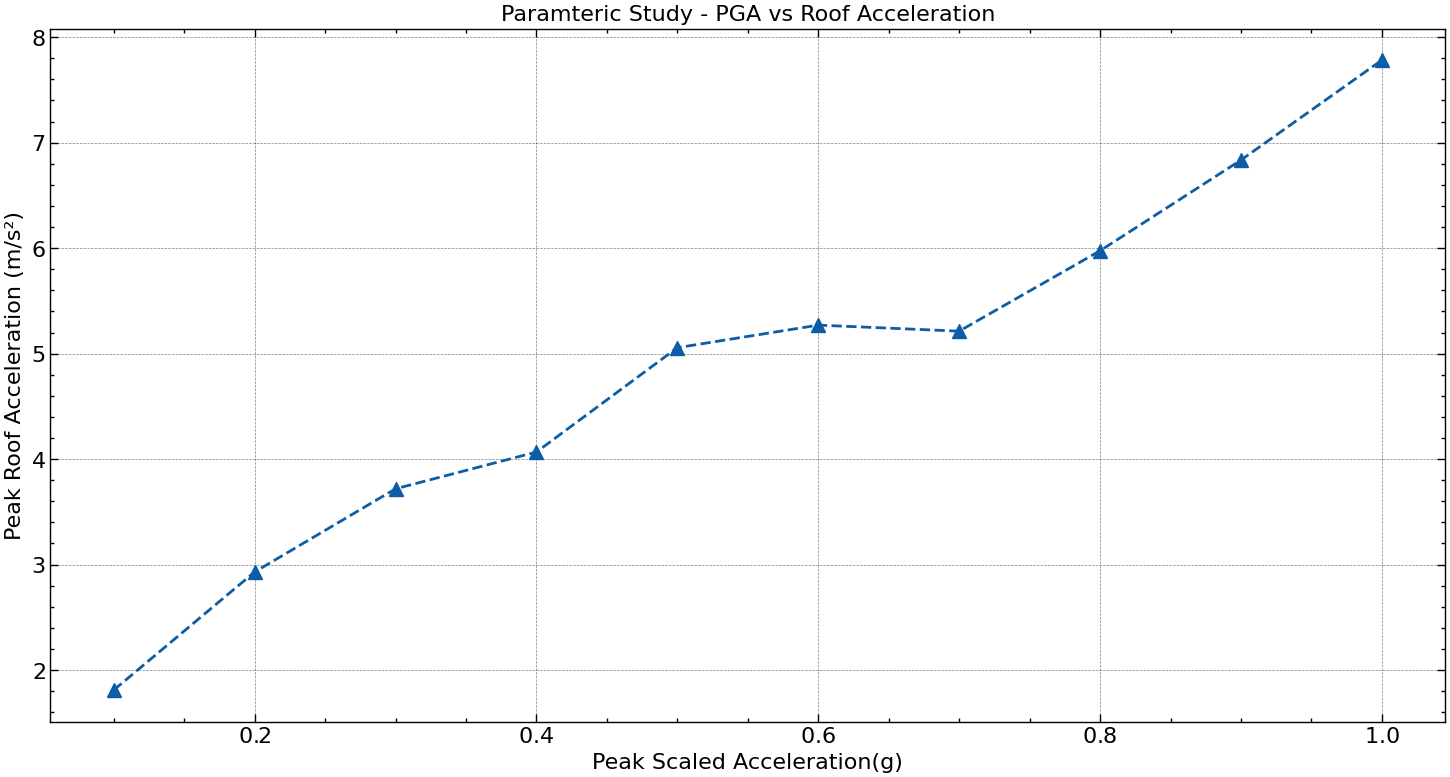 Paramteric Study - PGA vs Roof Acceleration
8
7
6
5
4
3
2
Peak Roof Acceleration (m/s²)
0.2 0.4 0.6 0.8 1.0
Peak Scaled Acceleration(g)